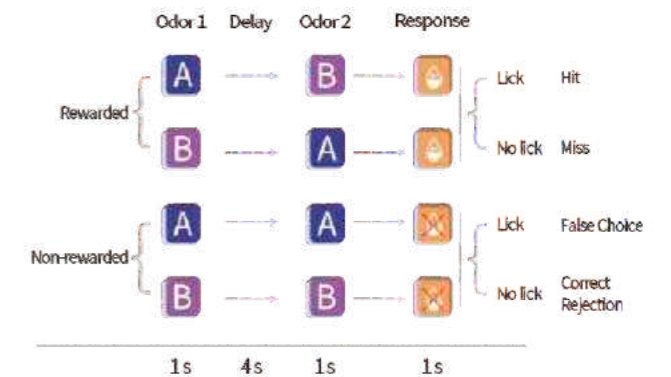 Odor 1 Delay Odor 2 Response
A B Lick Hit
Rewarded
B A No lick Miss
A A Lick False Choice
Non-rewarded
B B No lick Correct
Rejection
1s 4s 1s 1s